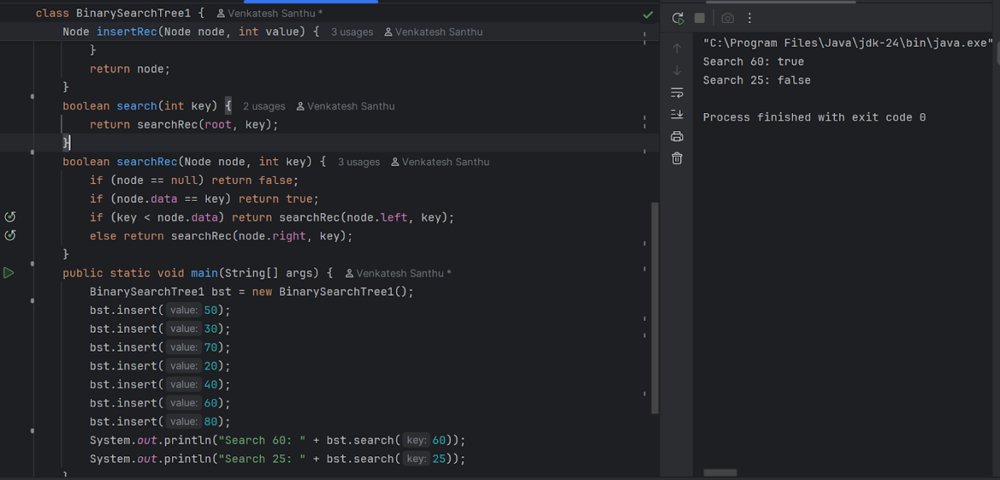 class BinarySearchTree1 { Venkatesh Santhu *
Node insertRec(Node node, int value) { 3 usages Venkatesh Santhu
}
return node;
}
boolean search(int key) { 2 usages Venkatesh Santhu
return searchRec(root, key);
}
boolean searchRec(Node node, int key) { 3 usages Venkatesh Santhu
if (node == null) return false;
if (node.data == key) return true;
if (key < node.data) return searchRec(node.left, key);
else return searchRec(node.right, key);
}
public static void main(String[] args) { Venkatesh Santhu *
BinarySearchTree1 bst = new BinarySearchTree1();
bst.insert( value: 50);
bst.insert( value: 30);
bst.insert( value: 70);
bst.insert( value: 20);
bst.insert( value: 40);
bst.insert( value: 60);
bst.insert( value: 80);
System.out.println("Search 60: " + bst.search( key: 60));
System.out.println("Search 25: " + bst.search( key: 25));
}
"C:\Program Files\Java\jdk-24\bin\java.exe"
Search 60: true
Search 25: false
Process finished with exit code 0